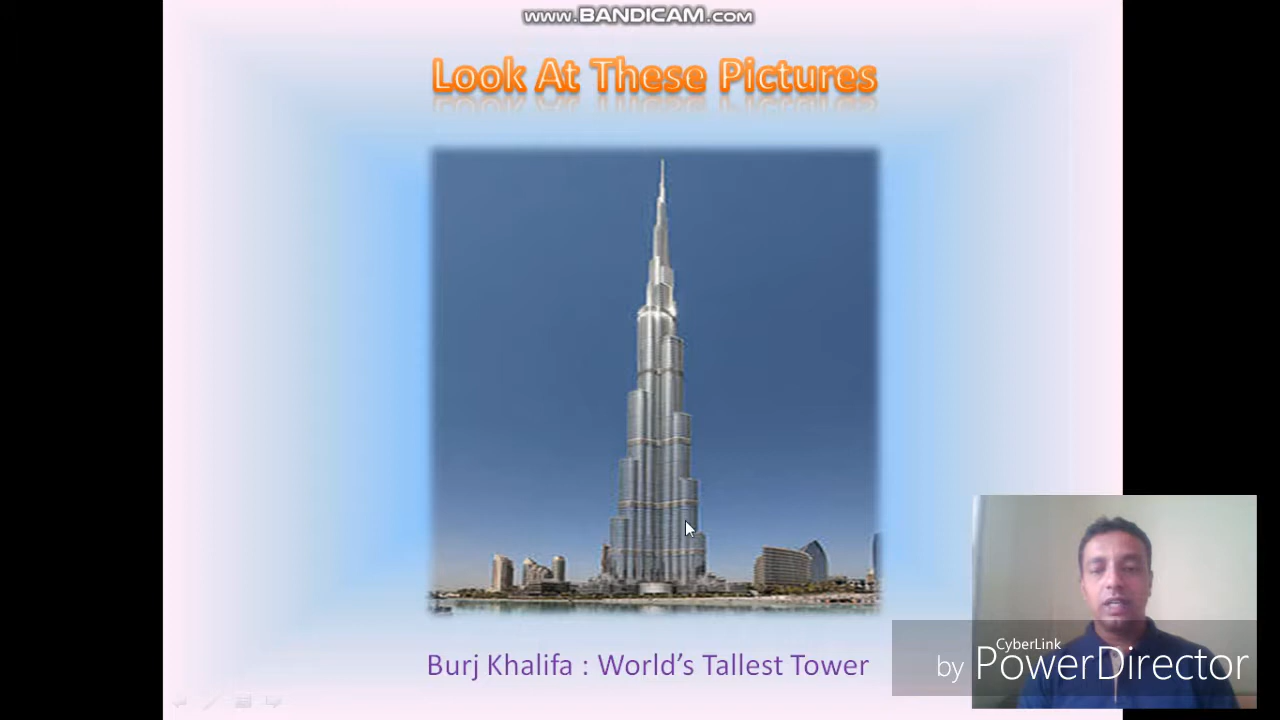 www.BANDICAM.com
Look At These Pictures
Burj Khalifa : World's Tallest Tower
CyberLink
by PowerDirector